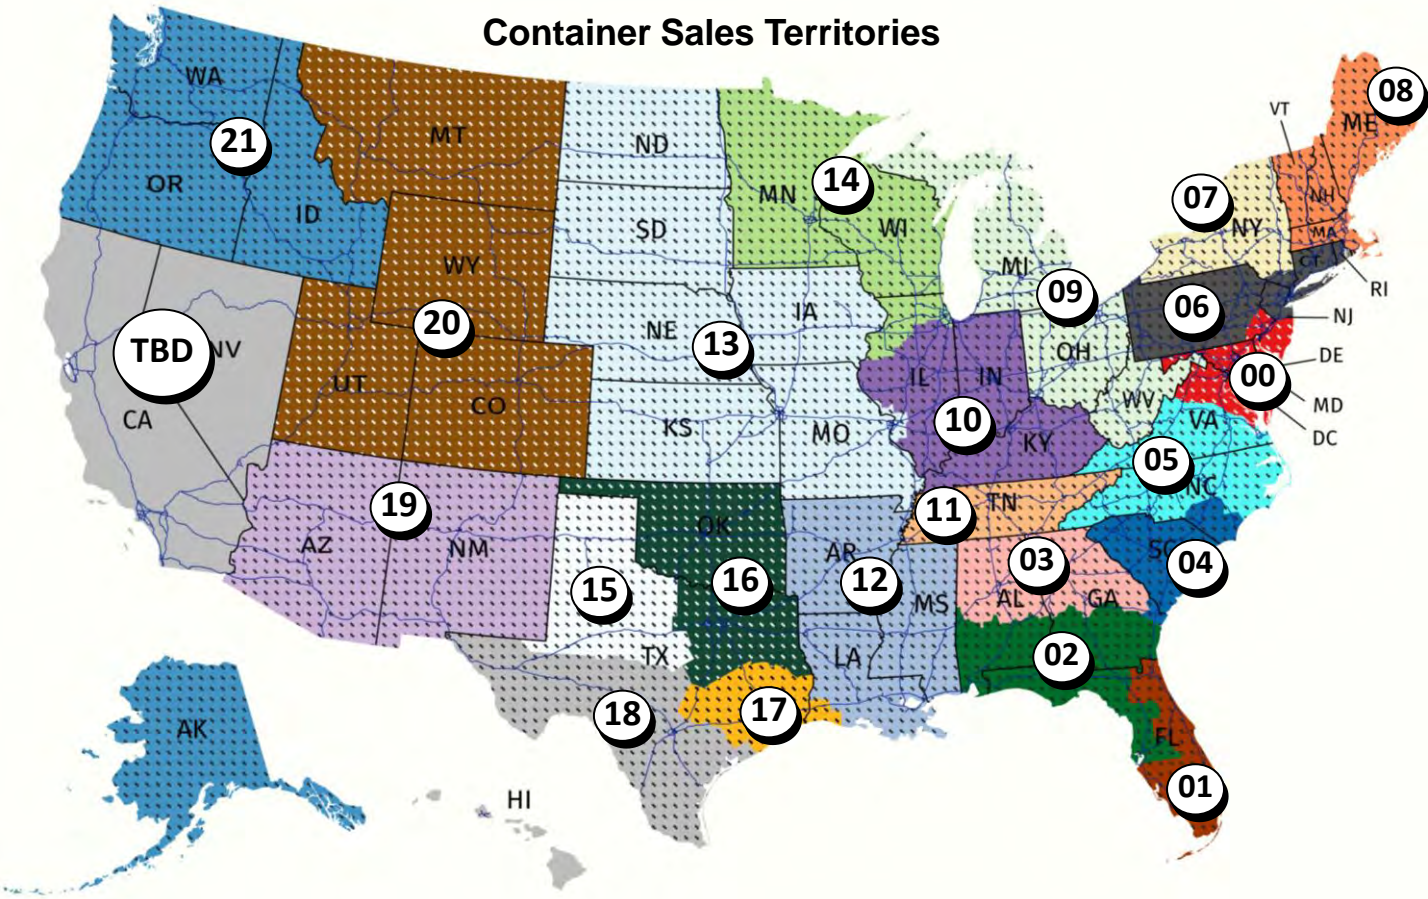 Container Sales Territories
08
ME
VT
WA
21
MT
ND
14
MN
OR
ID
SD
WI
07
NH
NY
MA
CT
WY
MI
RI
09
06
NJ
IA
20
NE
13
TBD
NV
OH
DE
UT
IL
IN
00
CO
WV
MD
CA
KS
MO
10
KY
VA
DC
05
19
NC
11
TN
OK
AZ
NM
AR
03
SC
04
15
16
12
MS
AL
GA
TX
LA
02
18
17
AK
FL
01
HI